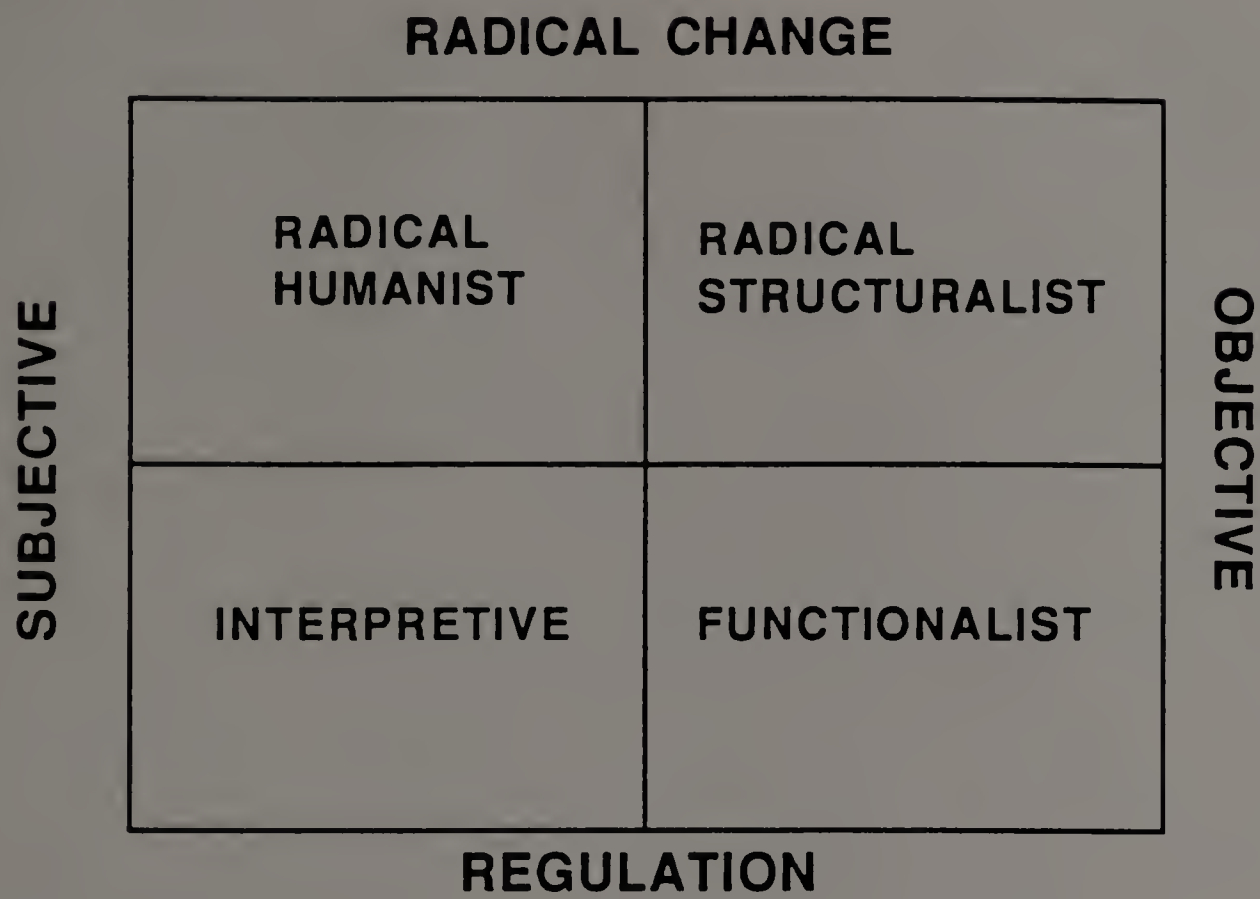 RADICAL CHANGE
SUBJECTIVE
RADICAL
HUMANIST
RADICAL
STRUCTURALIST
OBJECTIVE
INTERPRETIVE
FUNCTIONALIST
REGULATION